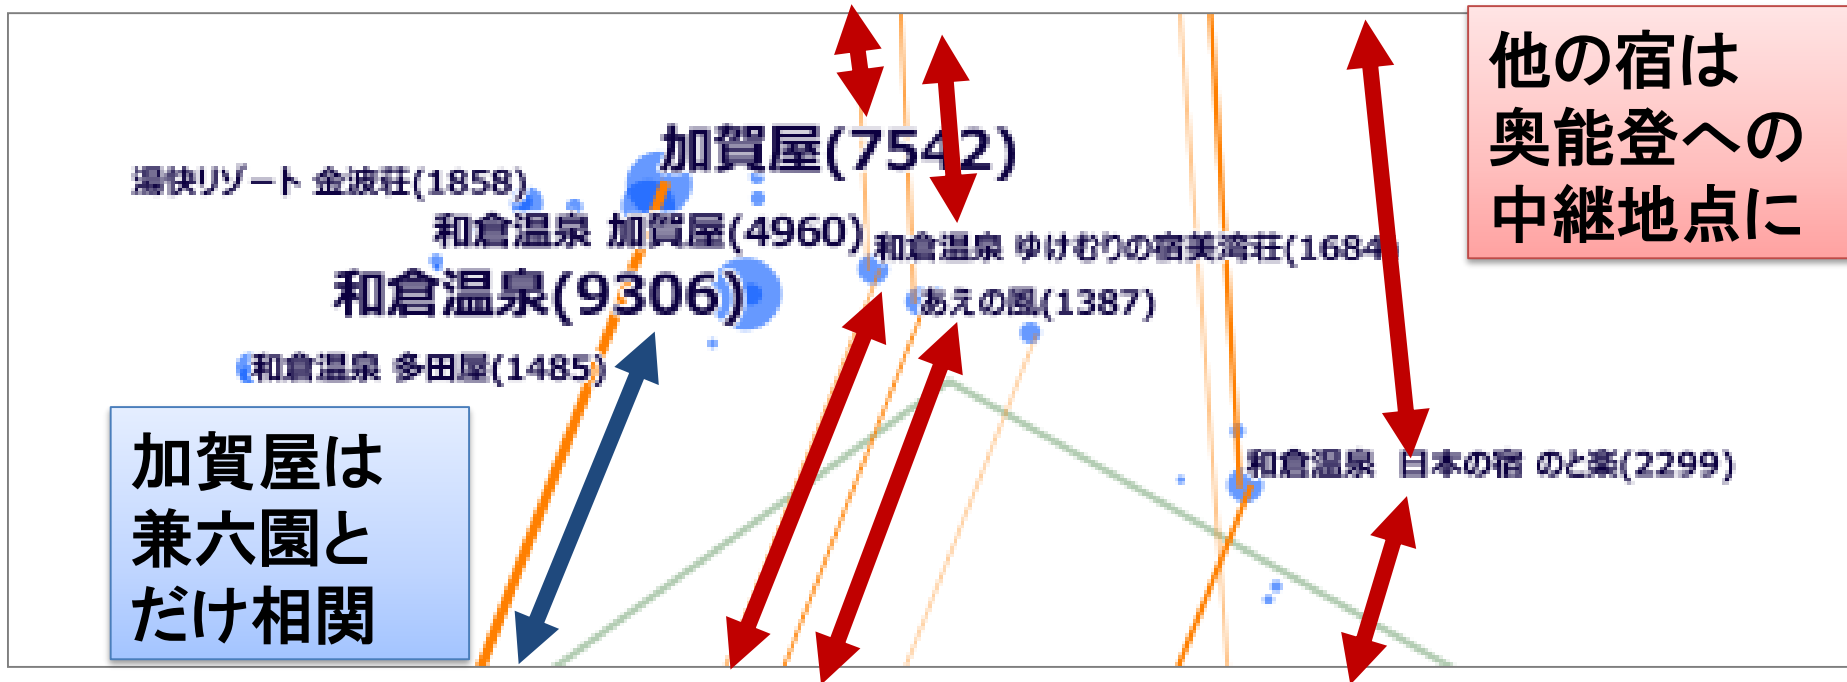 他の宿は
奥能登への
中継地点に
加賀屋(7542)
湯快リゾート 金波荘(1858)
和倉温泉 加賀屋(4960)
和倉温泉 ゆけむりの宿美湾荘(1684)
和倉温泉(9306)
あえの風(1387)
和倉温泉 多田屋(1485)
加賀屋は
兼六園と
だけ相関
和倉温泉 日本の宿 のと楽(2299)